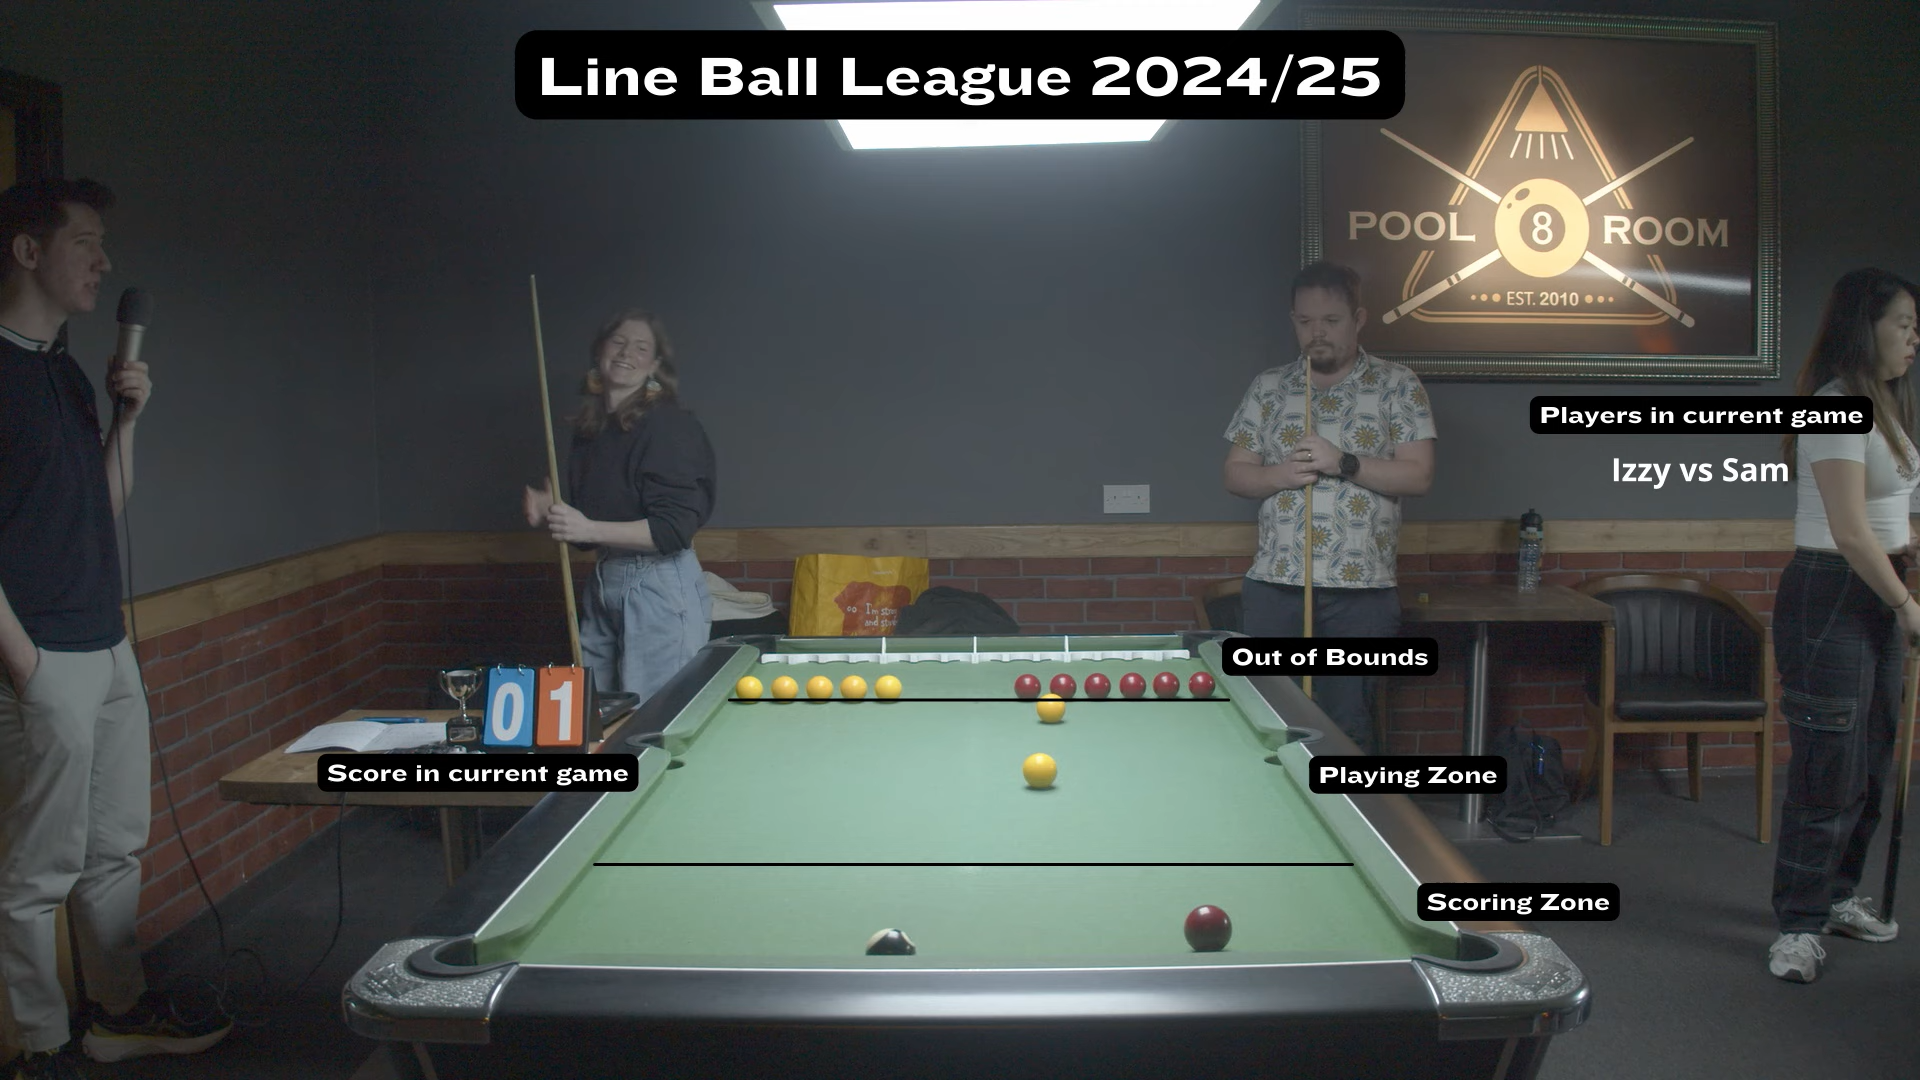 Line Ball League 2024/25
POOL 8 ROOM
EST. 2010
Players in current game
Izzy vs Sam
I'm
and
Out of Bounds
0 1
Score in current game
Playing Zone
Scoring Zone